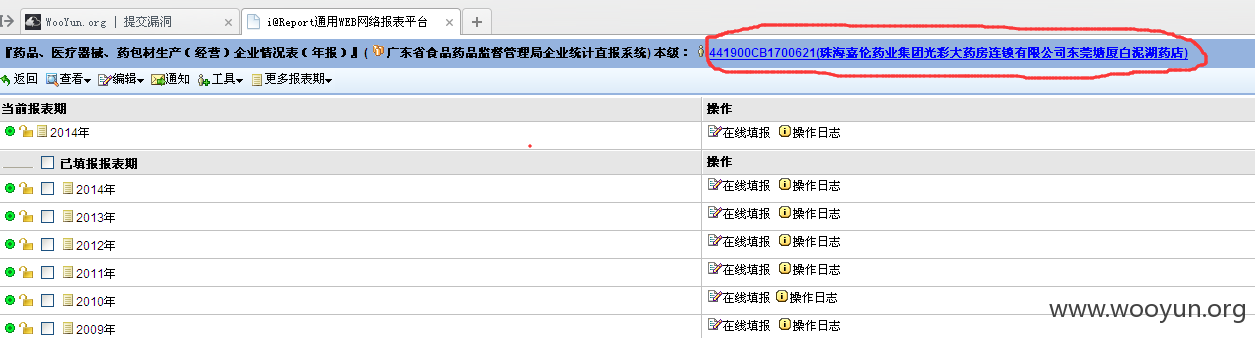 WooYun.org | 提交漏洞 × i@Report通用WEB网络报表平台 × +
『药品、医疗器械、药包材生产（经营）企业情况表（年报）』( 广东省食品药品监督管理局企业统计直报系统) 本级： 441900CB1700621(珠海嘉伦药业集团光彩大药房连锁有限公司东莞塘厦白泥湖药店)
返回 查看 编辑 通知 工具 更多报表期
当前报表期 操作
2014年 在线填报 操作日志
已填报报表期 操作
2014年 在线填报 操作日志
2013年 在线填报 操作日志
2012年 在线填报 操作日志
2011年 在线填报 操作日志
2010年 在线填报 操作日志
2009年 在线填报 操作日志
www.wooyun.org